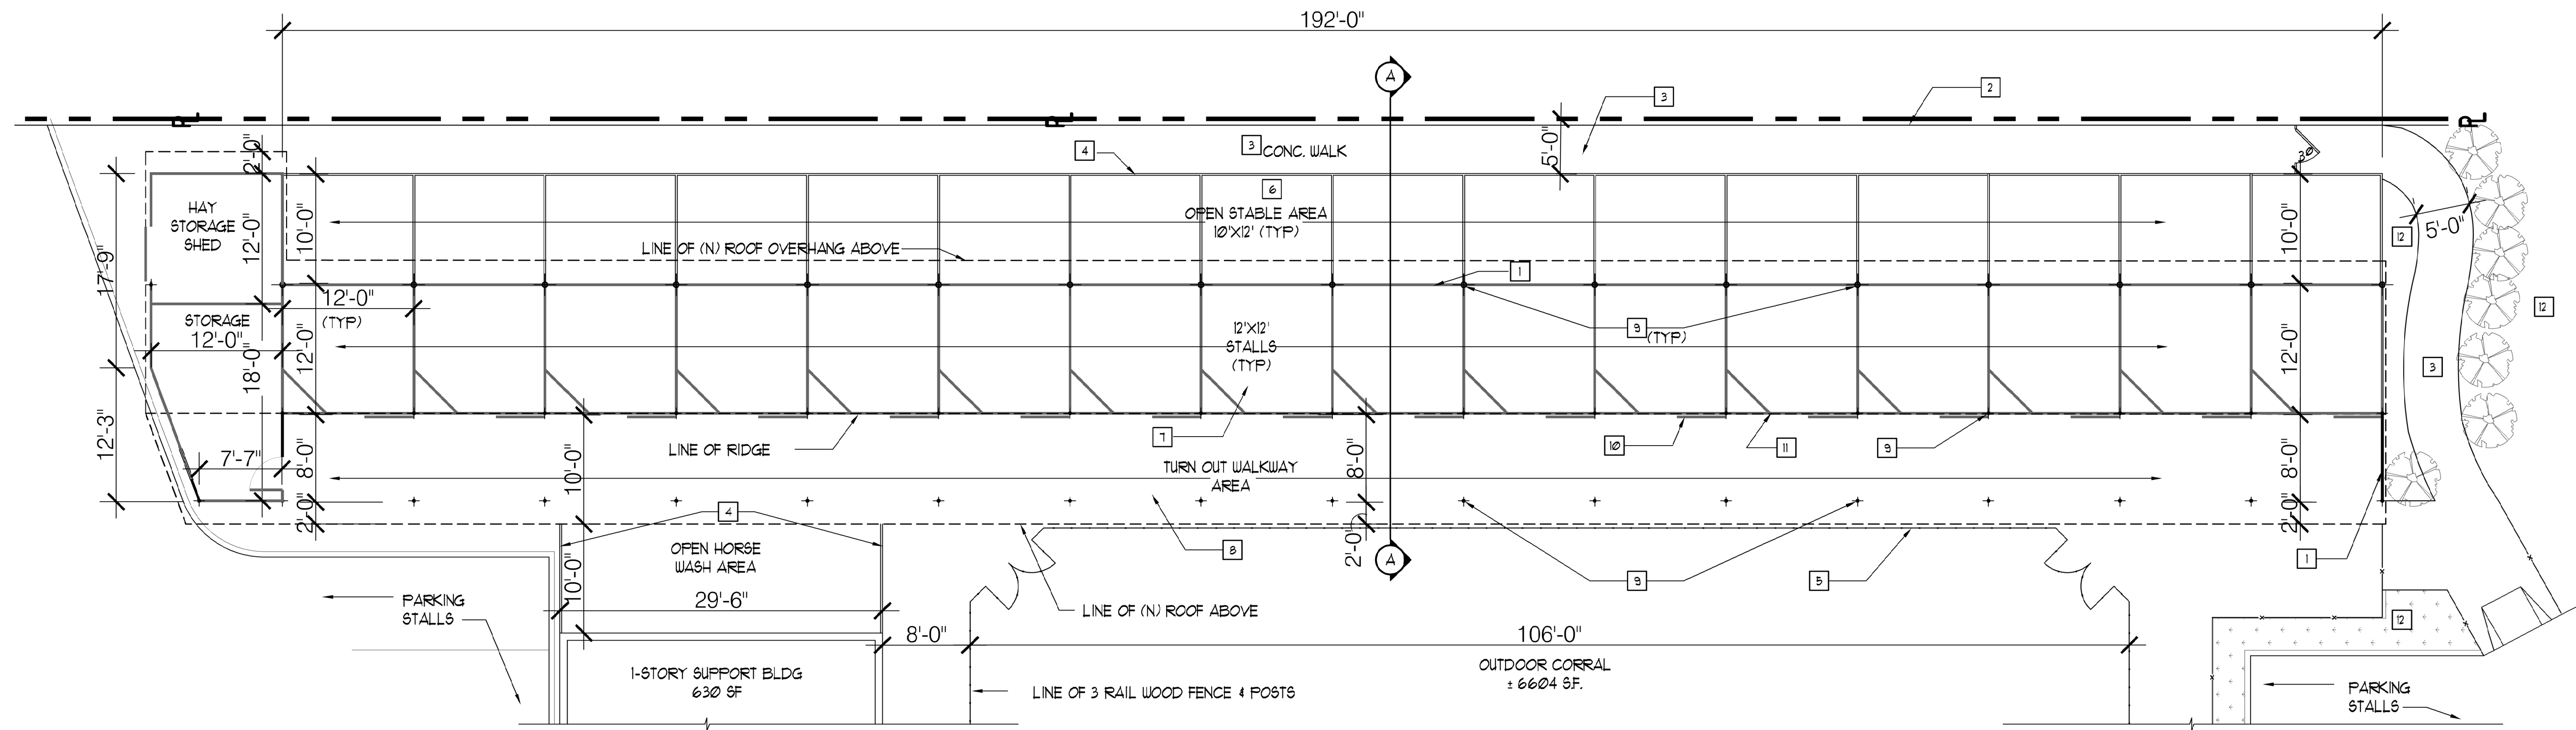 192'-0"
A
2
3
PL
PL
PL
2'-0"
4
3 CONC. WALK
5'-0"
30
HAY
STORAGE
SHED
12'-0"
10'-0"
6
OPEN STABLE AREA
10'X12' (TYP)
LINE OF (N) ROOF OVERHANG ABOVE
10'-0"
12
5'-0"
17'-9"
1
12'-0"
(TYP)
STORAGE
12'-0"
18'-0"
12'-0"
12'X12'
STALLS
(TYP)
9
(TYP)
12'-0"
12
3
12'-3"
7'-7"
8'-0"
LINE OF RIDGE
7
10
11
9
10'-0"
8'-0"
TURN OUT WALKWAY
AREA
8'-0"
2'-0"
4
2'-0"
2'-0"
OPEN HORSE
WASH AREA
10'-0"
8
A
9
5
1
PARKING
STALLS
29'-6"
LINE OF (N) ROOF ABOVE
12
8'-0"
106'-0"
1-STORY SUPPORT BLDG
630 SF
LINE OF 3 RAIL WOOD FENCE & POSTS
OUTDOOR CORRAL
± 6604 S.F.
PARKING
STALLS